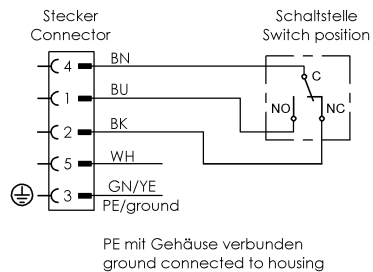 Stecker
Connector
Schaltstelle
Switch position
4 BN
C
1 BU
NO NC
2 BK
5 WH
3 GN/YE
PE/ground
PE mit Gehäuse verbunden
ground connected to housing